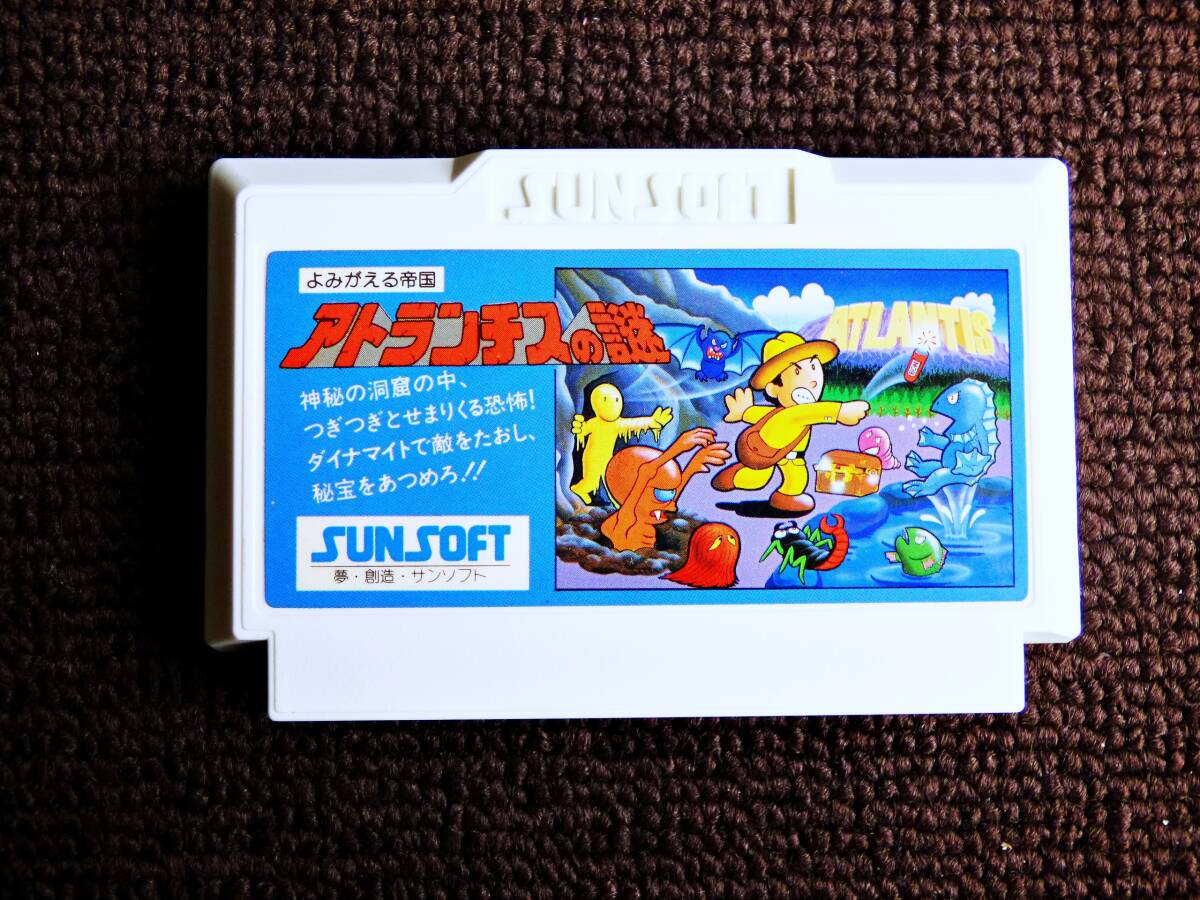 SUNSOFT
よみがえる帝国
アトランチスの謎
神秘の洞窟の中、
つぎつぎとせまりくる恐怖!
ダイナマイトで敵をたおし、
秘宝をあつめろ.!!
SUNSOFT
夢・創造・サンソフト
ATLANTIS